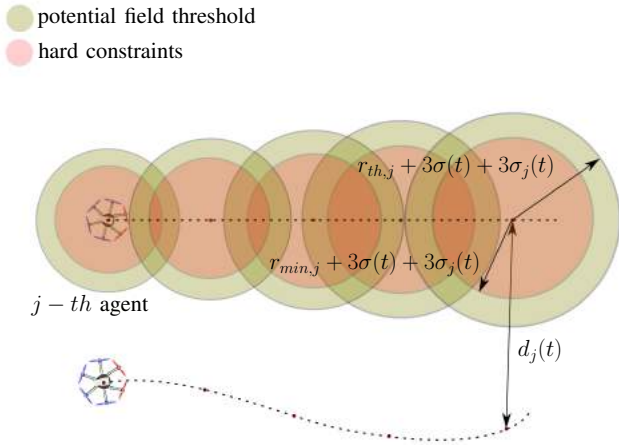 potential field threshold
hard constraints
r_{th,j} + 3σ(t) + 3σ_j(t)
r_{min,j} + 3σ(t) + 3σ_j(t)
j − th agent
d_j(t)